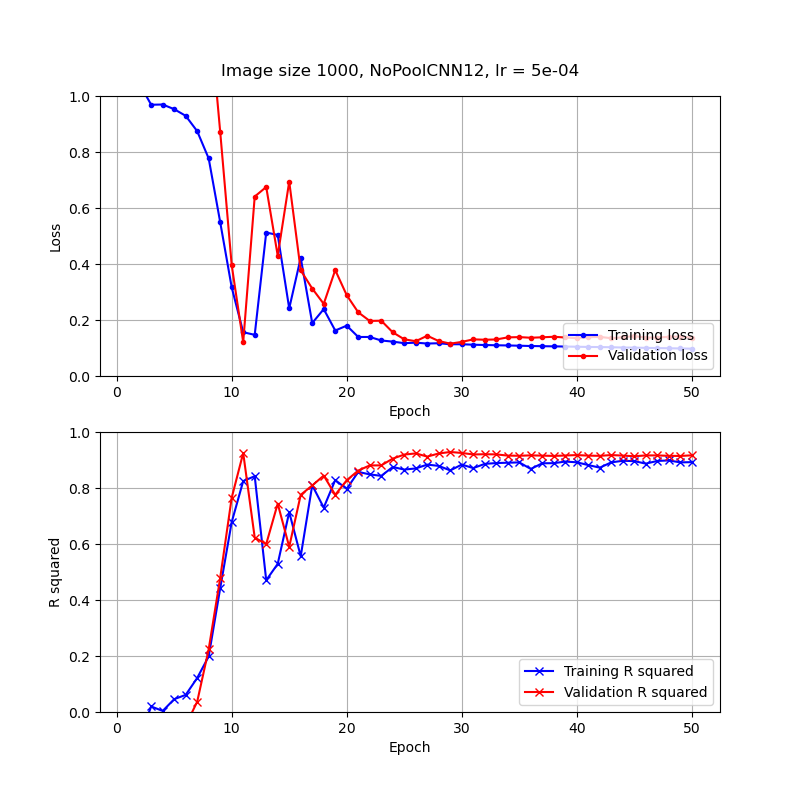 Image size 1000, NoPoolCNN12, lr = 5e-04
1.0
0.8
0.6
0.4
0.2
0.0
Loss
0 10 20 30 40 50
Epoch
Training loss
Validation loss
1.0
0.8
0.6
0.4
0.2
0.0
R squared
0 10 20 30 40 50
Epoch
Training R squared
Validation R squared